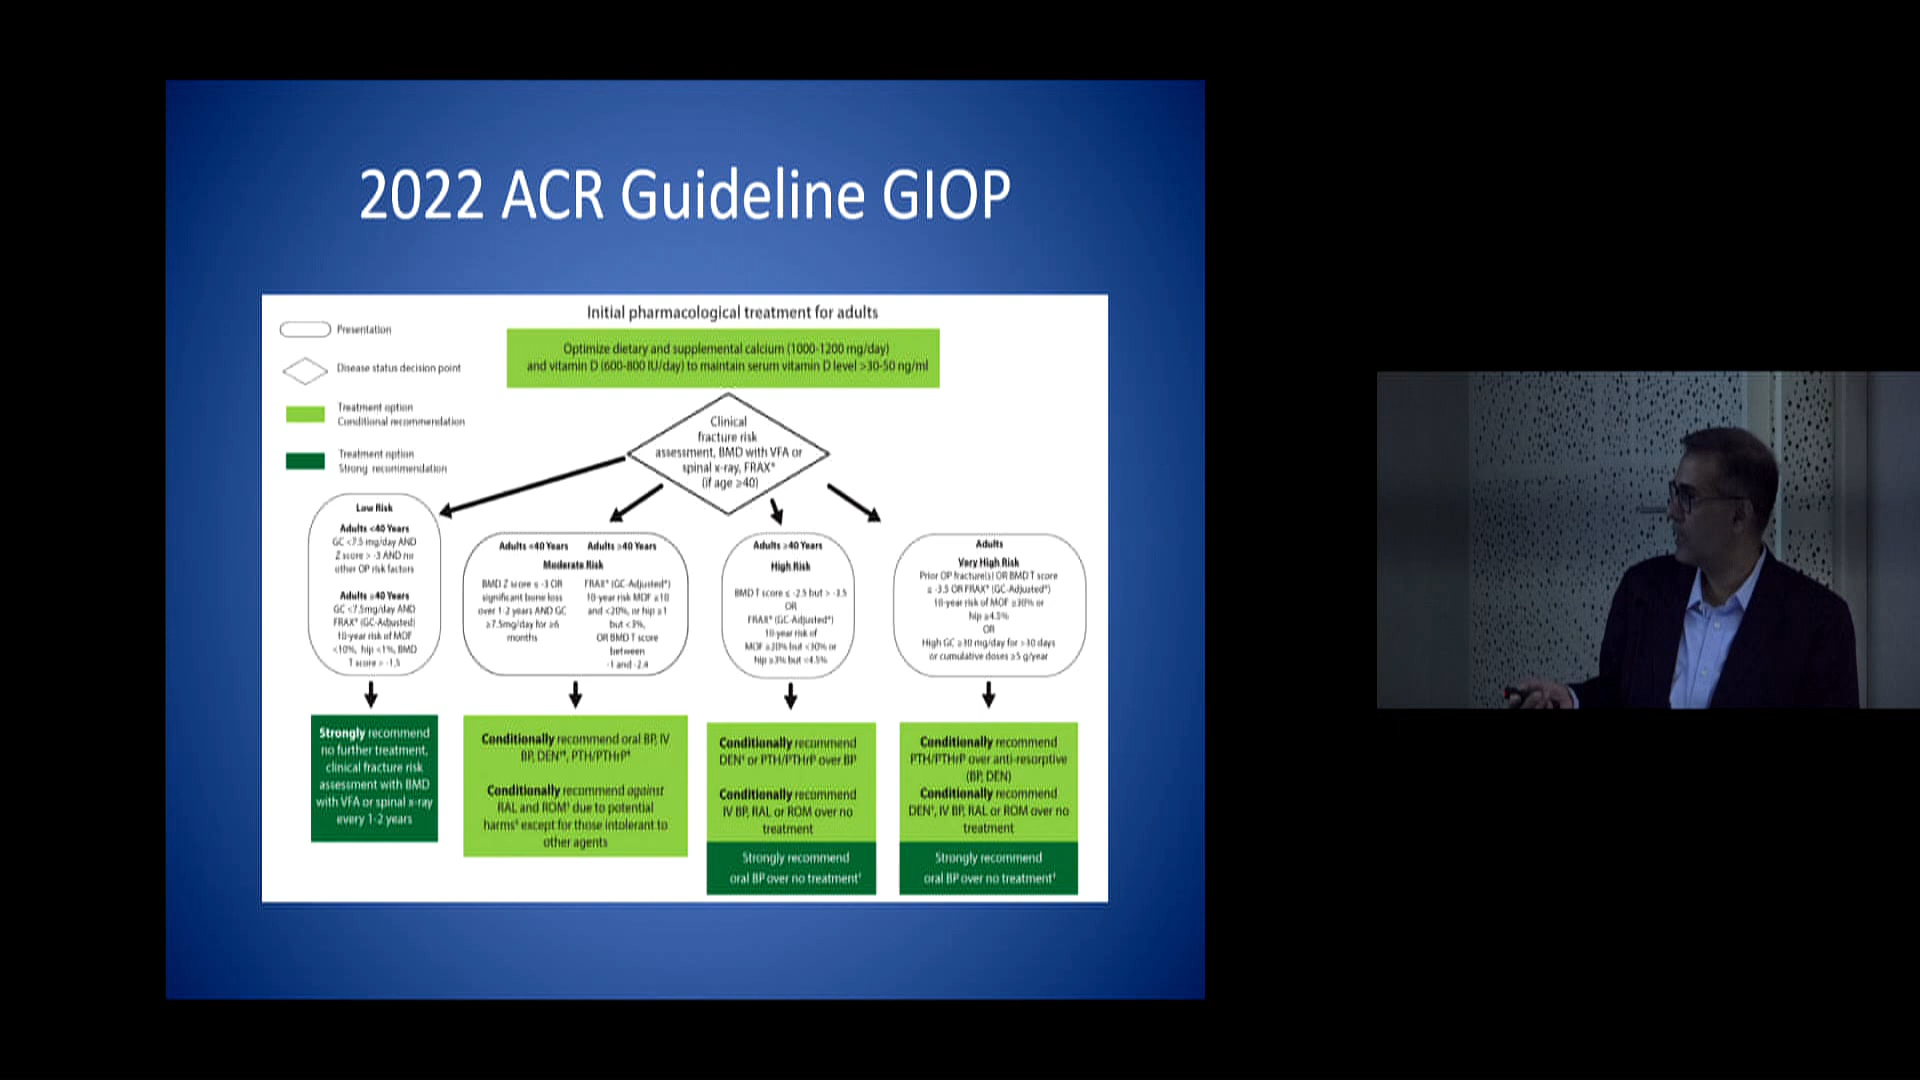 2022 ACR Guideline GIOP
Initial pharmacological treatment for adults
Presentation
Disease status decision point
Treatment option
Conditional recommendation
Treatment option
Strong recommendation
Optimize dietary and supplemental calcium (1000-1200 mg/day)
and vitamin D (600-800 IU/day) to maintain serum vitamin D level >30-50 ng/ml
Clinical
fracture risk
assessment, BMD with VFA or
spinal x-ray, FRAX*
(if age ≥40)
Low Risk
Adults <40 Years
GC <7.5 mg/day AND
Z score > -3 AND no
other OP risk factors
Adults ≥40 Years
GC <7.5mg/day AND
FRAX* (GC-Adjusted)
10-year risk of MOF
<10%, hip <1%, BMD
T score > -1.5
Adults <40 Years Adults ≥40 Years
Moderate Risk
BMD Z score ≤ -3 OR
significant bone loss
over 1-2 years AND GC
≥7.5mg/day for ≥6
months
FRAX* (GC-Adjusted*)
10-year risk MOF ≥10
and <20%, or hip ≥1
but <3%,
OR BMD T score
between
-1 and -2.4
Adults ≥40 Years
High Risk
BMD T score ≤ -2.5 but > -3.5
OR
FRAX* (GC-Adjusted*)
10-year risk of
MOF ≥20% but <30% or
hip ≥3% but <4.5%
Adults
Very High Risk
Prior OP fracture(s) OR BMD T score
≤ -3.5 OR FRAX* (GC-Adjusted*)
10-year risk of MOF ≥30% or
hip ≥4.5%
OR
High GC ≥30 mg/day for >30 days
or cumulative doses ≥5 g/year
Strongly recommend
no further treatment,
clinical fracture risk
assessment with BMD
with VFA or spinal x-ray
every 1-2 years
Conditionally recommend oral BP, IV
BP, DEN, PTH/PTHrP
Conditionally recommend against
RAL and ROM due to potential
harms except for those intolerant to
other agents
Conditionally recommend
DEN or PTH/PTHrP over BP
Conditionally recommend
IV BP, RAL or ROM over no
treatment
Strongly recommend
oral BP over no treatment
Conditionally recommend
PTH/PTHrP over anti-resorptive
(BP, DEN)
Conditionally recommend
DEN, IV BP, RAL or ROM over no
treatment
Strongly recommend
oral BP over no treatment